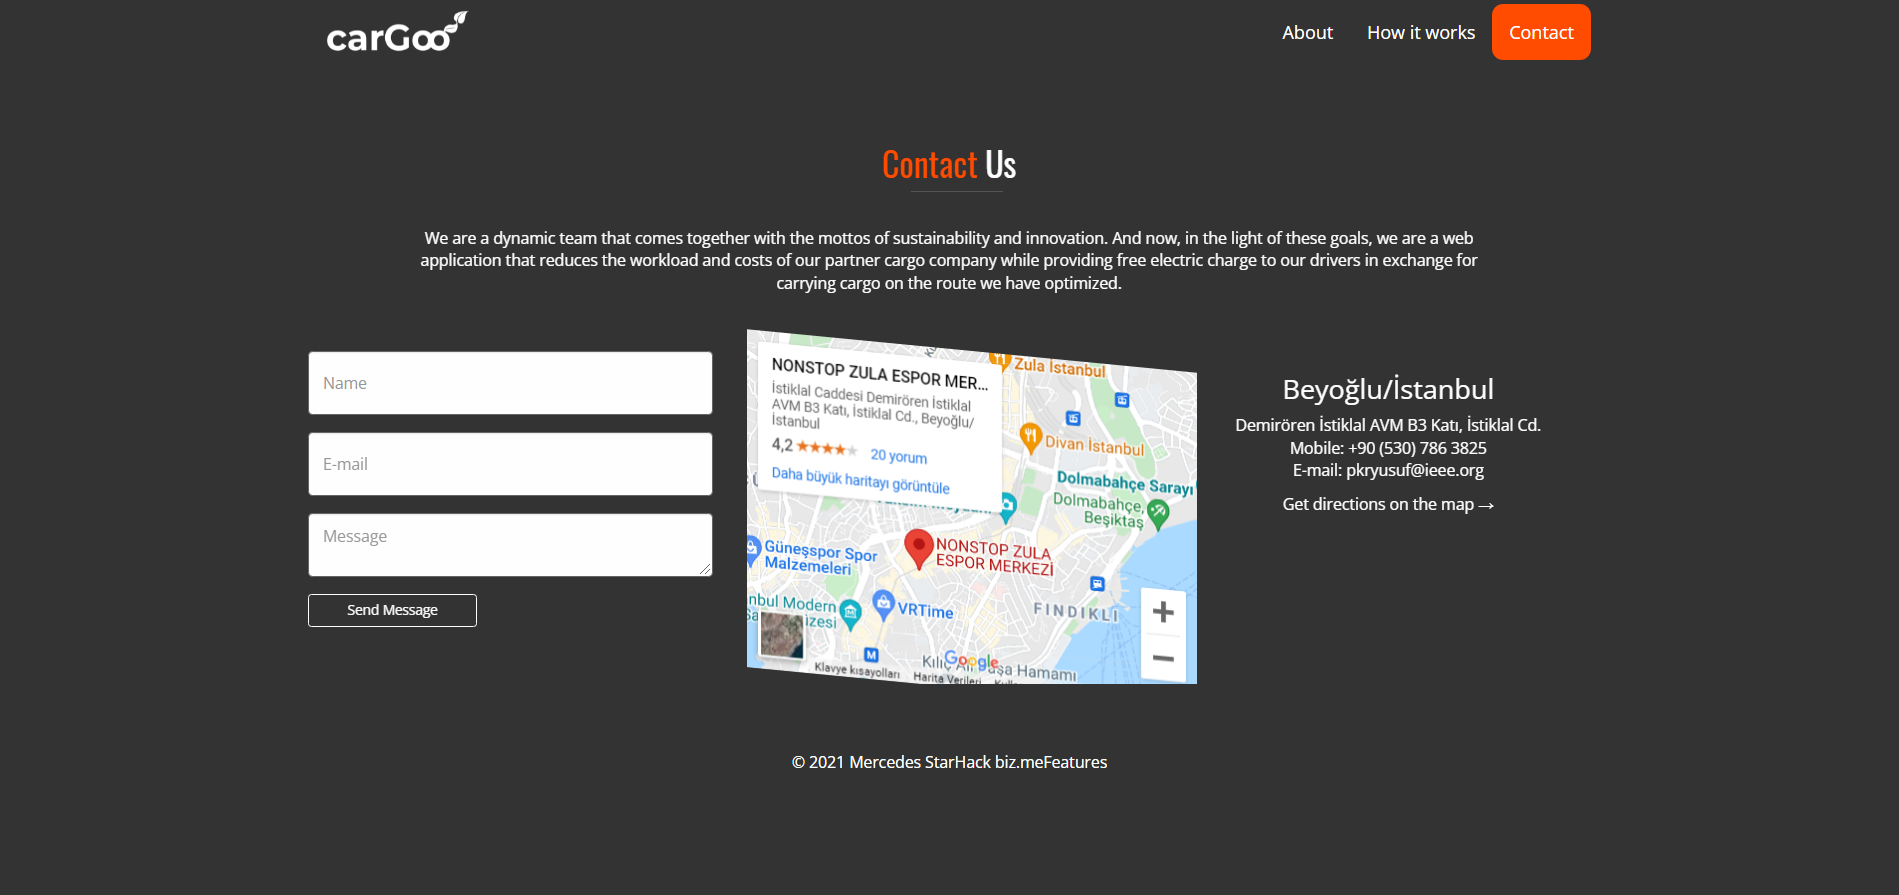 carGoo
About
How it works
Contact
Contact Us
We are a dynamic team that comes together with the mottos of sustainability and innovation. And now, in the light of these goals, we are a web
application that reduces the workload and costs of our partner cargo company while providing free electric charge to our drivers in exchange for
carrying cargo on the route we have optimized.
Name
E-mail
Message
Send Message
NONSTOP ZULA ESPOR MER...
İstiklal Caddesi Demirören İstiklal
AVM B3 Katı, İstiklal Cd., Beyoğlu/
İstanbul
4,2
20 yorum
Daha büyük haritayı görüntüle
Zula İstanbul
Divan İstanbul
Dolmabahçe Sarayı
Dolmabahçe,
Beşiktaş
NONSTOP ZULA
ESPOR MERKEZİ
Güneşspor Spor
Malzemeleri
nbul Modern
VRTime
FINDIKLI
M
Google
Klavye kısayolları
Harita Verileri
Hamamı
Beyoğlu/İstanbul
Demirören İstiklal AVM B3 Katı, İstiklal Cd.
Mobile: +90 (530) 786 3825
E-mail: pkryusuf@ieee.org
Get directions on the map →
© 2021 Mercedes StarHack biz.meFeatures